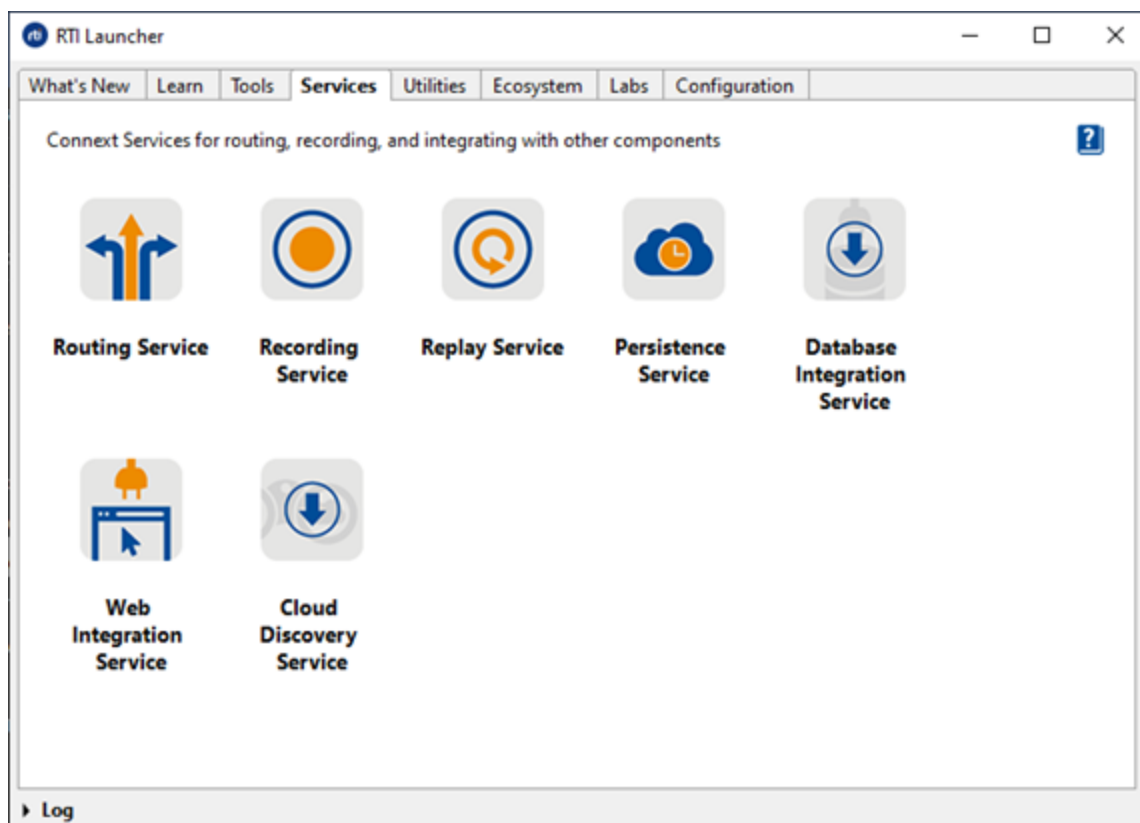 rti RTI Launcher
What's New Learn Tools Services Utilities Ecosystem Labs Configuration
Connext Services for routing, recording, and integrating with other components
?
Routing Service
Recording
Service
Replay Service
Persistence
Service
Database
Integration
Service
Web
Integration
Service
Cloud
Discovery
Service
Log